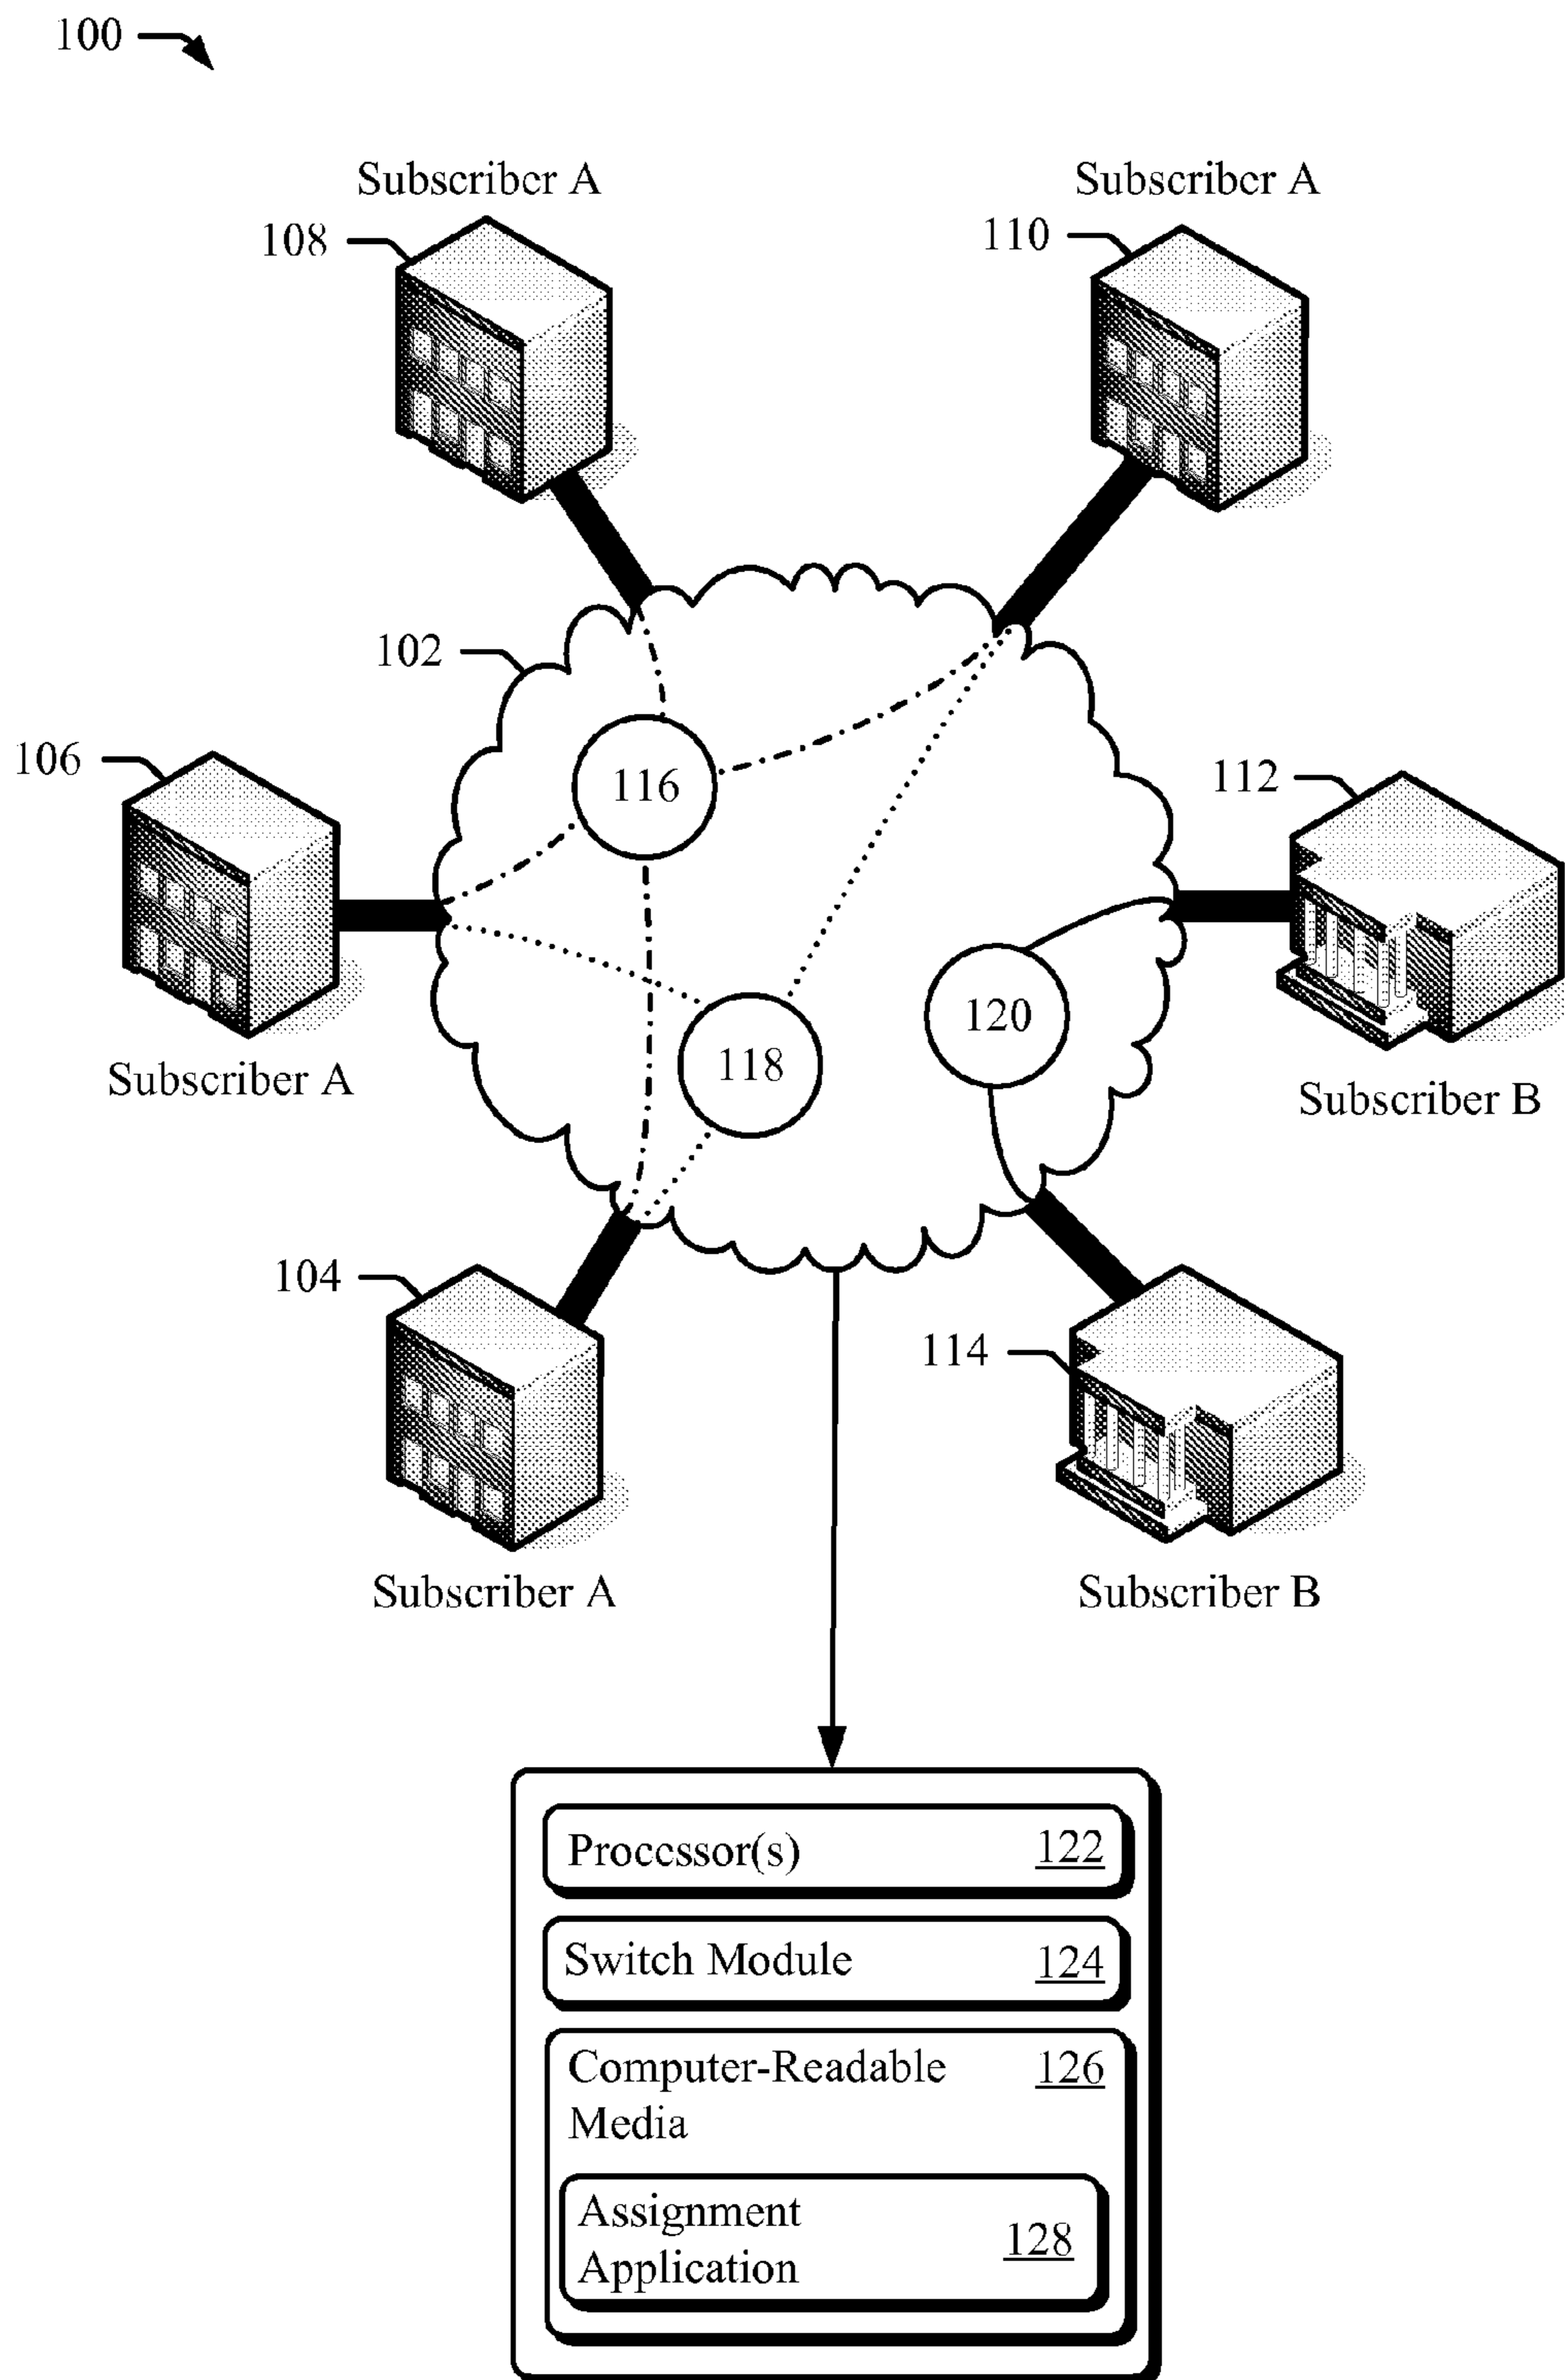 100
Subscriber A
Subscriber A
108
110
102
106
116
112
120
118
Subscriber A
Subscriber B
104
114
Subscriber A
Subscriber B
Processor(s) 122
Switch Module 124
Computer-Readable 126
Media
Assignment
128
Application